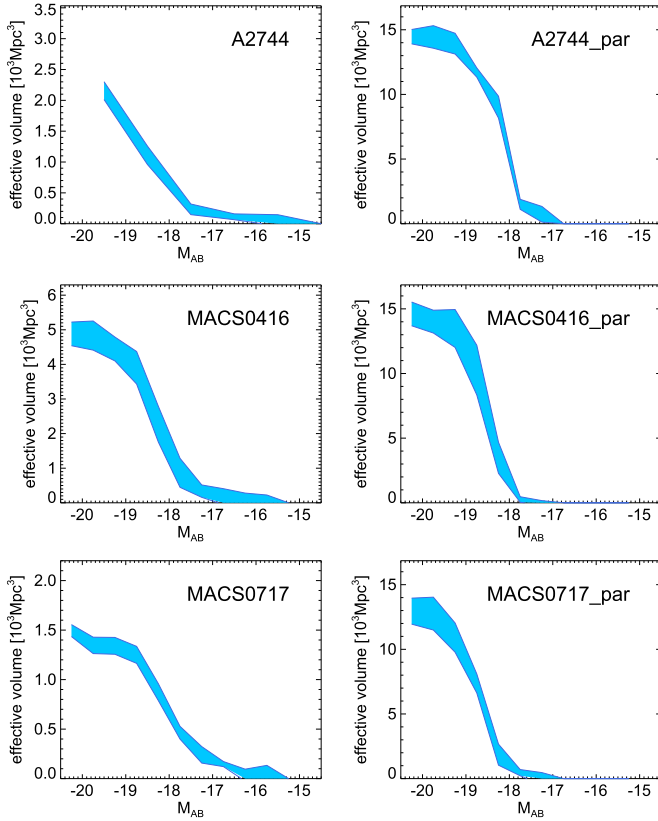 3.5
3.0
2.5
2.0
1.5
1.0
0.5
0.0
effective volume [10³Mpc³]
A2744
-20 -19 -18 -17 -16 -15
M_AB
15
10
5
0
effective volume [10³Mpc³]
A2744_par
-20 -19 -18 -17 -16 -15
M_AB
6
5
4
3
2
1
0
effective volume [10³Mpc³]
MACS0416
-20 -19 -18 -17 -16 -15
M_AB
15
10
5
0
effective volume [10³Mpc³]
MACS0416_par
-20 -19 -18 -17 -16 -15
M_AB
2.0
1.5
1.0
0.5
0.0
effective volume [10³Mpc³]
MACS0717
-20 -19 -18 -17 -16 -15
M_AB
15
10
5
0
effective volume [10³Mpc³]
MACS0717_par
-20 -19 -18 -17 -16 -15
M_AB